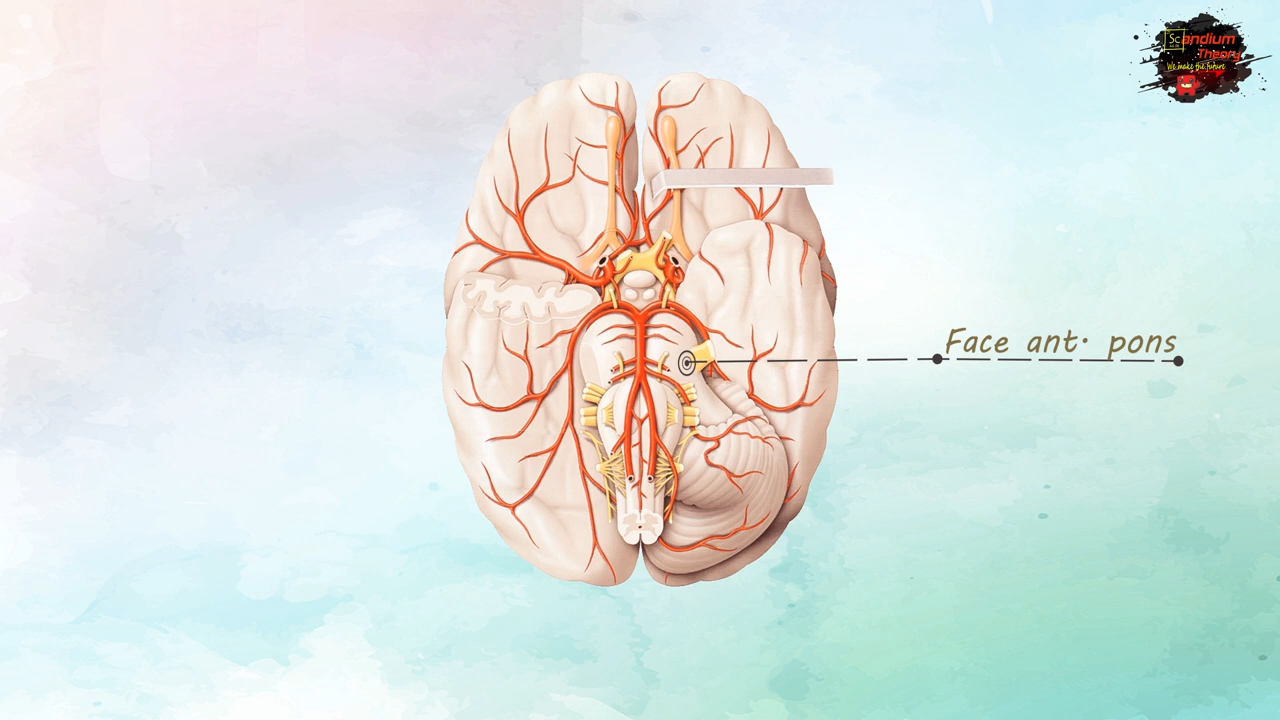 Scandium
Theory
We make the future
Face ant. pons